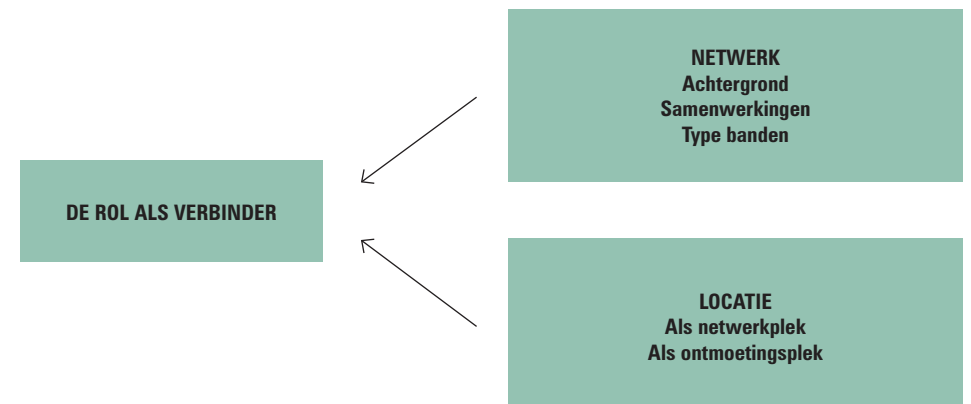 NETWERK
Achtergrond
Samenwerkingen
Type banden
DE ROL ALS VERBINDER
LOCATIE
Als netwerkplek
Als ontmoetingsplek